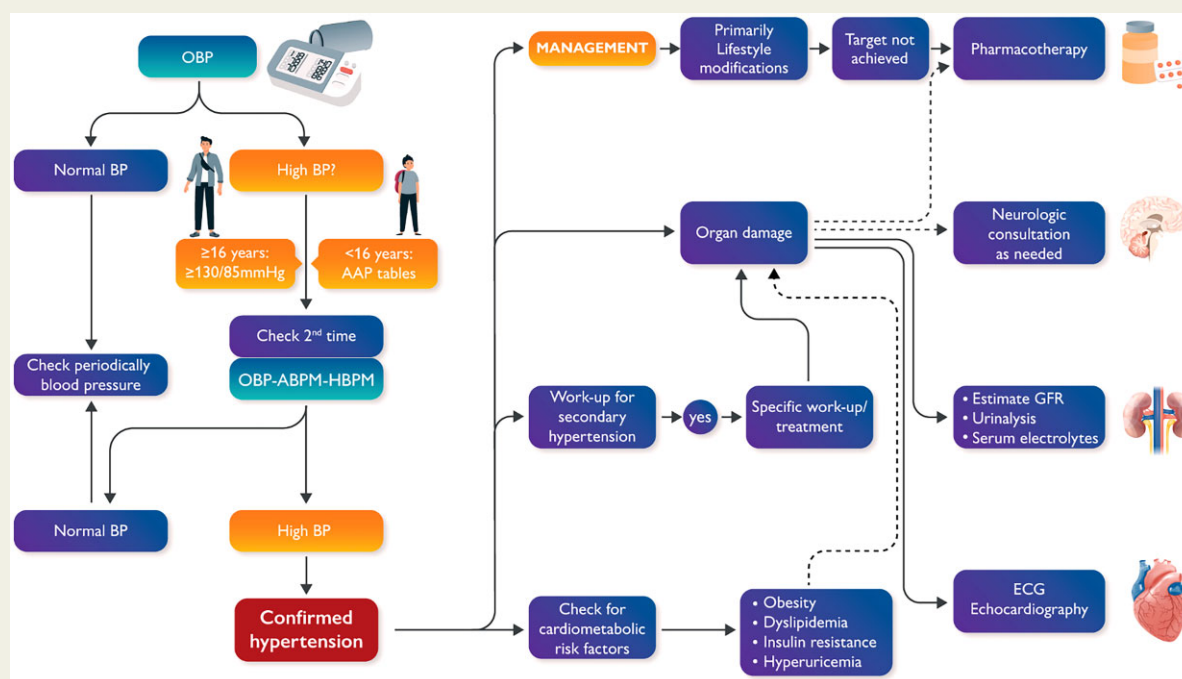 OBP
Normal BP
High BP?
≥16 years:
≥130/85mmHg
<16 years:
AAP tables
Check 2nd time
OBP-ABPM-HBPM
Check periodically
blood pressure
Normal BP
High BP
Confirmed
hypertension
MANAGEMENT
Primarily
Lifestyle
modifications
Target not
achieved
Pharmacotherapy
Organ damage
Neurologic
consultation
as needed
Work-up for
secondary
hypertension
yes
Specific work-up/
treatment
• Estimate GFR
• Urinalysis
• Serum electrolytes
Check for
cardiometabolic
risk factors
• Obesity
• Dyslipidemia
• Insulin resistance
• Hyperuricemia
ECG
Echocardiography